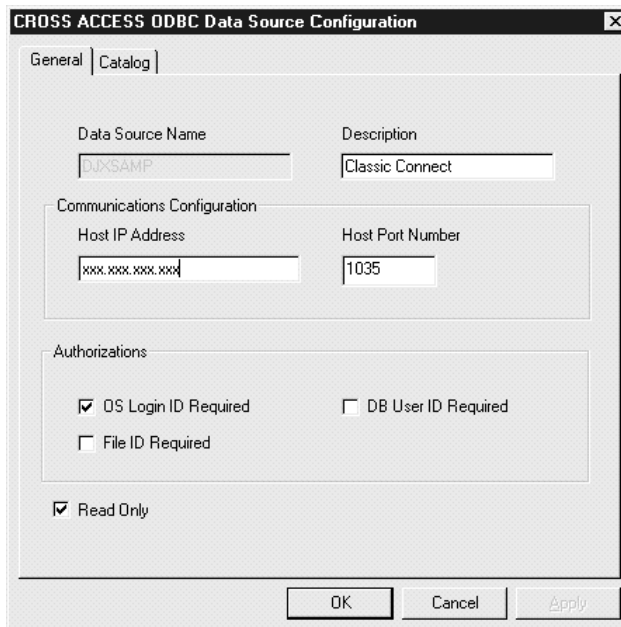 CROSS ACCESS ODBC Data Source Configuration
General Catalog
Data Source Name Description
DJXSAMP Classic Connect
Communications Configuration
Host IP Address Host Port Number
xxx.xxx.xxx.xxx 1035
Authorizations
OS Login ID Required DB User ID Required
File ID Required
Read Only
OK Cancel Apply